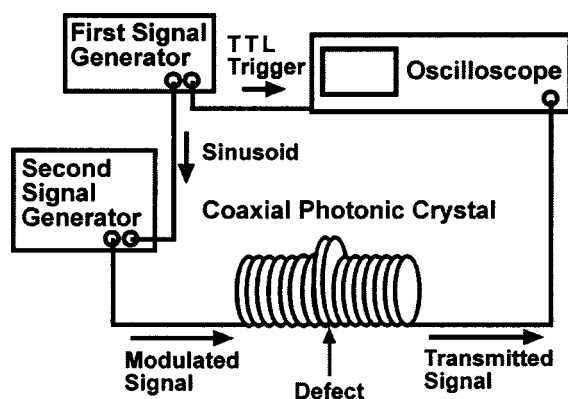 First Signal
Generator
TTL
Trigger
Oscilloscope
Sinusoid
Second
Signal
Generator
Coaxial Photonic Crystal
Modulated
Signal
Defect
Transmitted
Signal